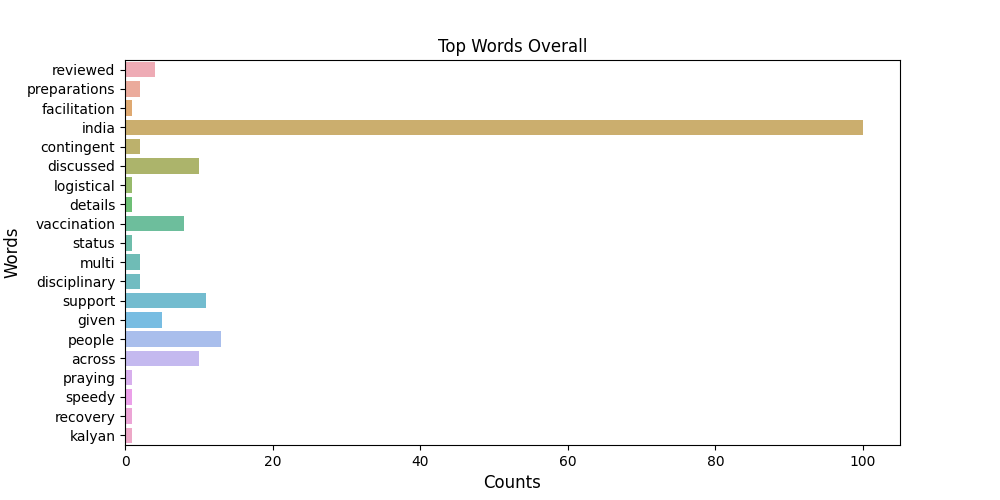 Top Words Overall
Words
reviewed
preparations
facilitation
india
contingent
discussed
logistical
details
vaccination
status
multi
disciplinary
support
given
people
across
praying
speedy
recovery
kalyan
0 20 40 60 80 100
Counts